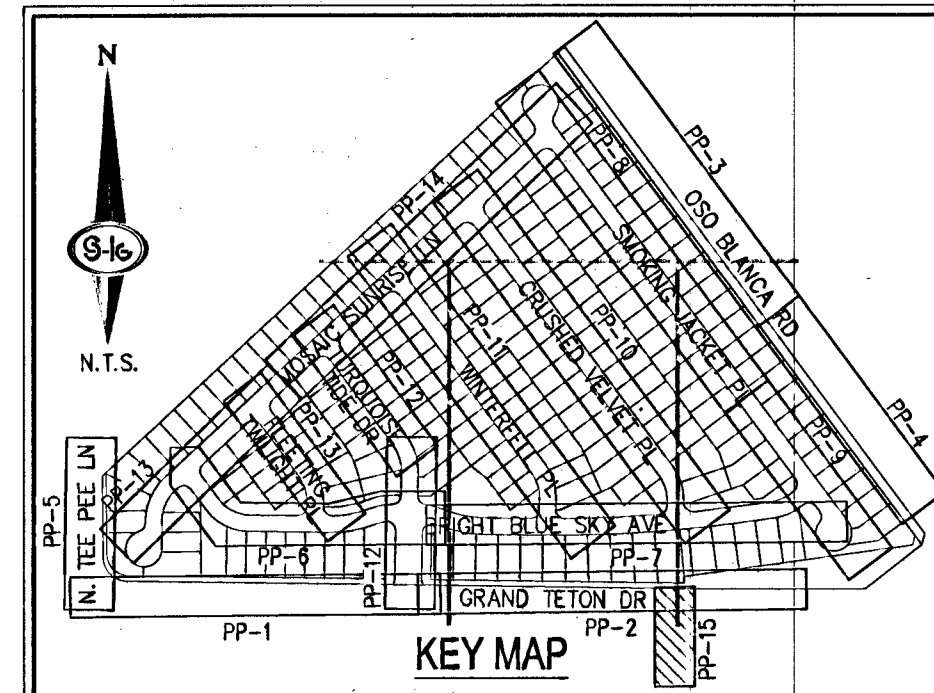 N
S-IG
N.T.S.
PP-3
PP-8
OSO BLANCA RD
PP-14
SMOKING JACKET PL
MOSAIC SUNRISE LN
CRUSHED VELVET PL
PP-10
PP-11
PP-12
TURQUOISE
TIDE DR
WINTERFELL PL
PP-13
FLEETING
TWILIGHT PL
PP-4
PP-9
PP-5
N. TEE PEE LN
PP-13
BRIGHT BLUE SKY AVE
PP-6
PP-7
PP-12
GRAND TETON DR
PP-1
PP-2
PP-15
KEY MAP